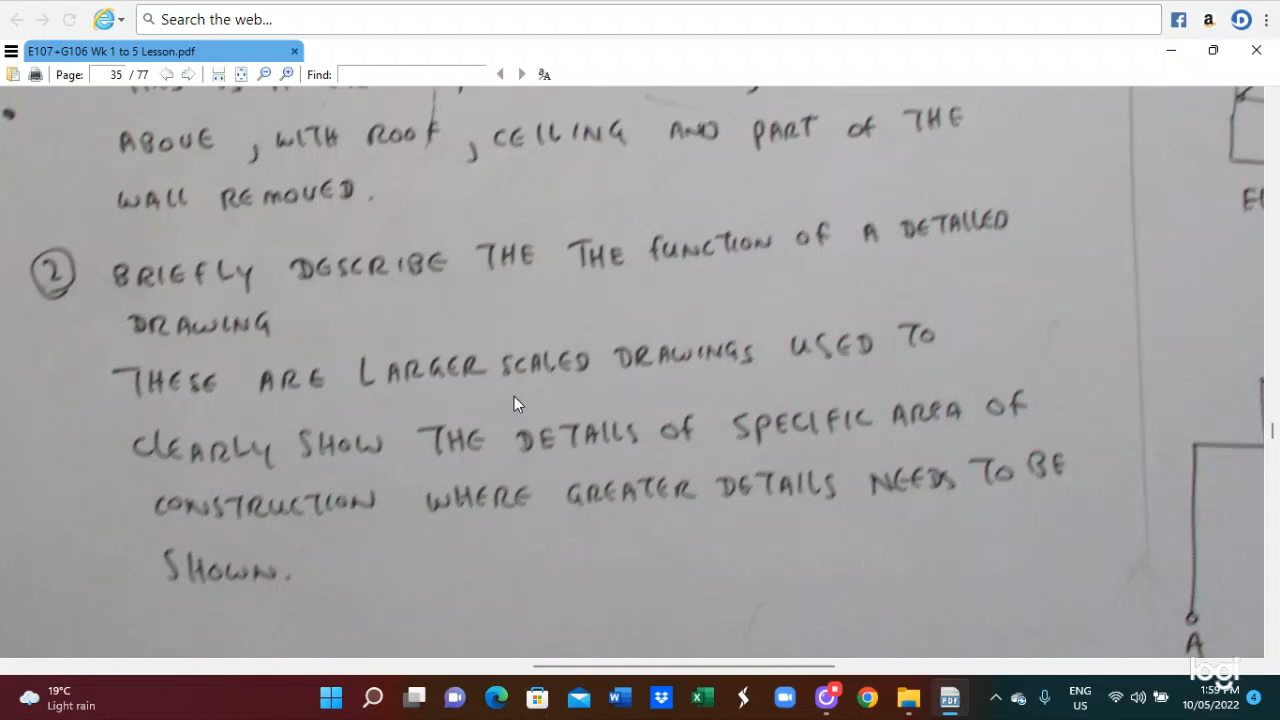 Search the web...
E107+G106 Wk 1 to 5 Lesson.pdf
Page: 35 / 77 Find:
ABOVE, WITH ROOF, CEILING AND PART OF THE
WALL REMOVED.
2 BRIEFLY DESCRIBE THE THE FUNCTION OF A DETAILED
DRAWING
THESE ARE LARGER SCALED DRAWINGS USED TO
CLEARLY SHOW THE DETAILS OF SPECIFIC AREA OF
CONSTRUCTION WHERE GREATER DETAILS NEEDS TO BE
SHOWN.
A
logi
19°C
Light rain
ENG
US
1:59 PM
10/05/2022
4